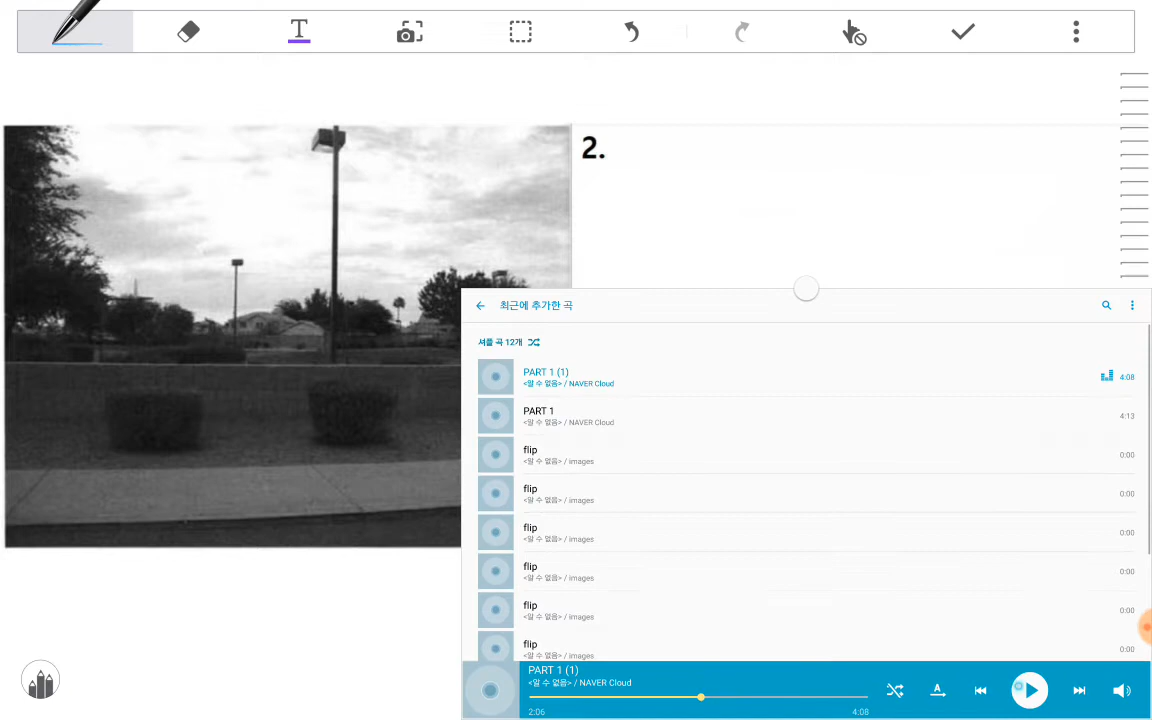 T
2.
최근에 추가한 곡
셔플 곡 12개
PART 1 (1)
<알 수 없음> / NAVER Cloud
4:08
PART 1
<알 수 없음> / NAVER Cloud
4:13
flip
<알 수 없음> / images
0:00
flip
<알 수 없음> / images
0:00
flip
<알 수 없음> / images
0:00
flip
<알 수 없음> / images
0:00
flip
<알 수 없음> / images
0:00
flip
<알 수 없음> / images
0:00
PART 1 (1)
<알 수 없음> / NAVER Cloud
A
2:06
4:08